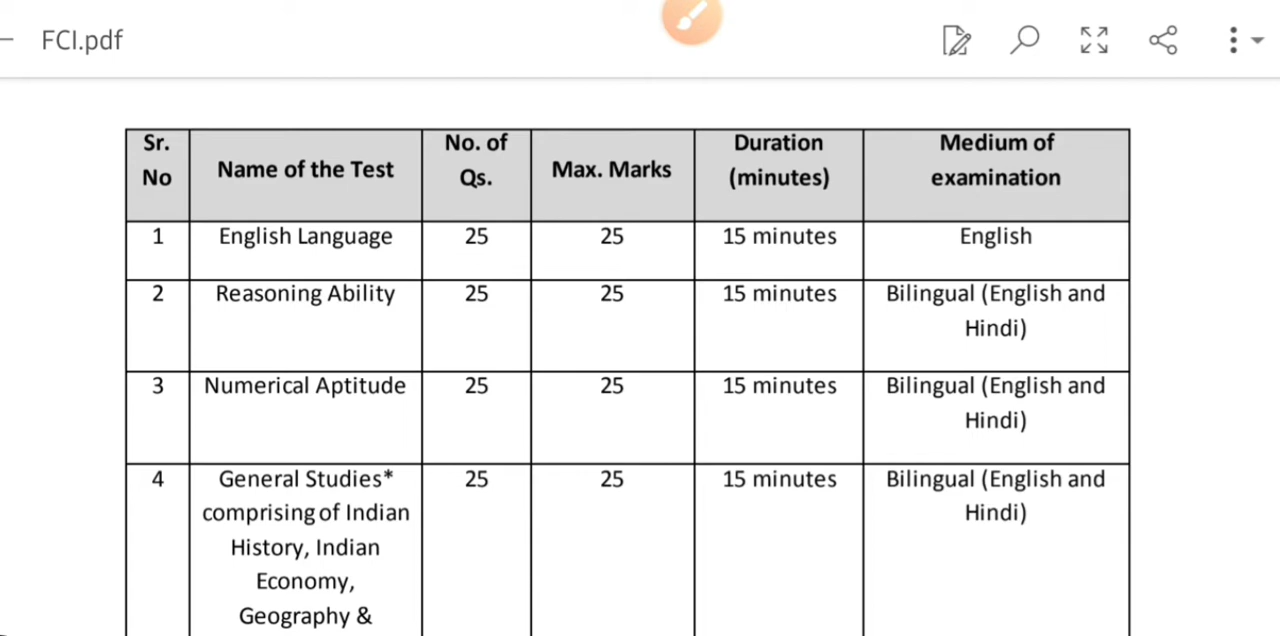 FCI.pdf
Sr. No | Name of the Test | No. of Qs. | Max. Marks | Duration (minutes) | Medium of examination
1 | English Language | 25 | 25 | 15 minutes | English
2 | Reasoning Ability | 25 | 25 | 15 minutes | Bilingual (English and Hindi)
3 | Numerical Aptitude | 25 | 25 | 15 minutes | Bilingual (English and Hindi)
4 | General Studies* comprising of Indian History, Indian Economy, Geography & | 25 | 25 | 15 minutes | Bilingual (English and Hindi)